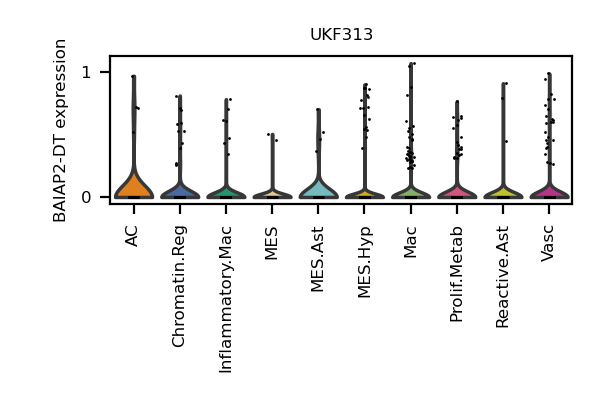 UKF313
BAIAP2-DT expression
1
0
AC
Chromatin.Reg
Inflammatory.Mac
MES
MES.Ast
MES.Hyp
Mac
Prolif.Metab
Reactive.Ast
Vasc